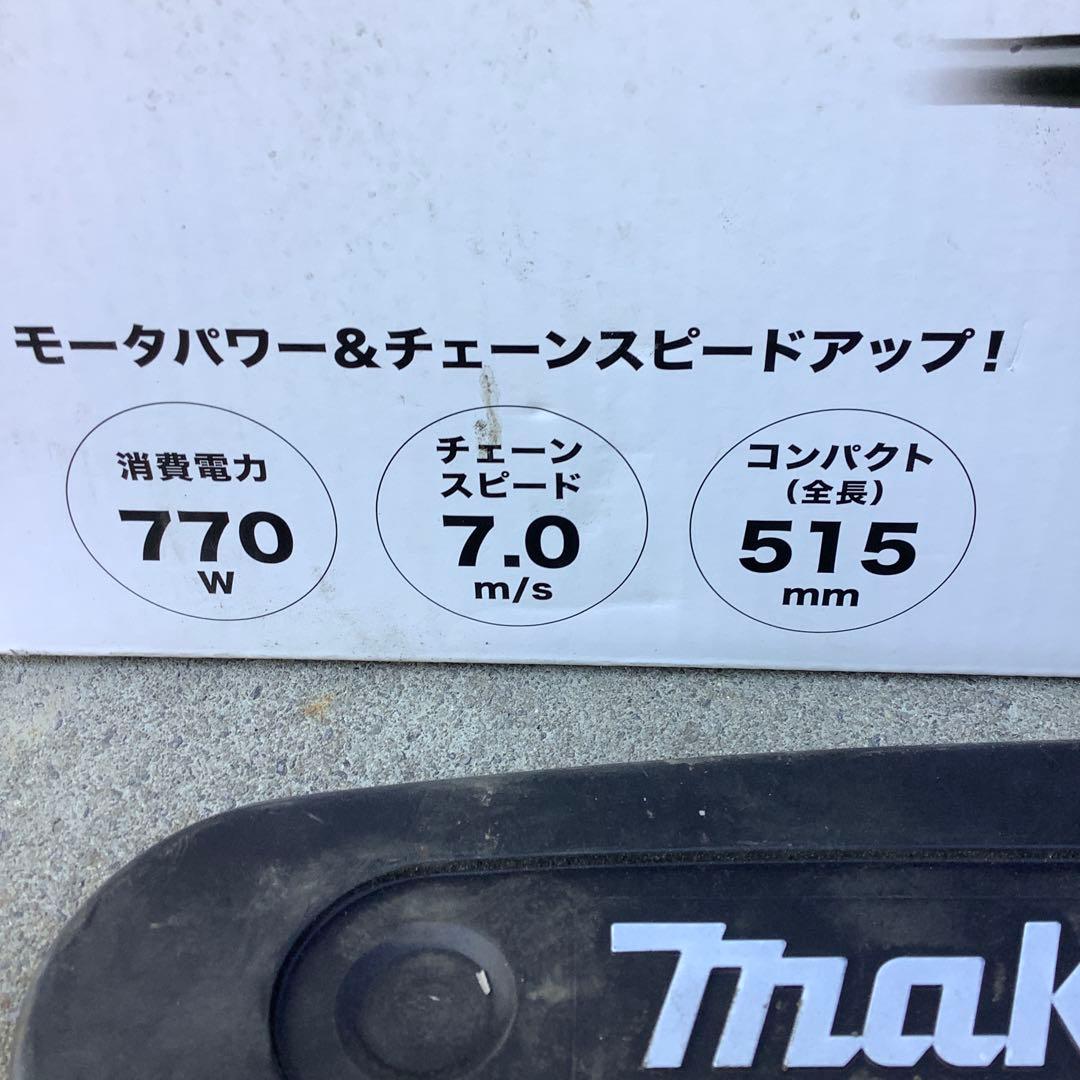 モータパワー&チェーンスピードアップ!
消費電力
770
W
チェーン
スピード
7.0
m/s
コンパクト
(全長)
515
mm
mak